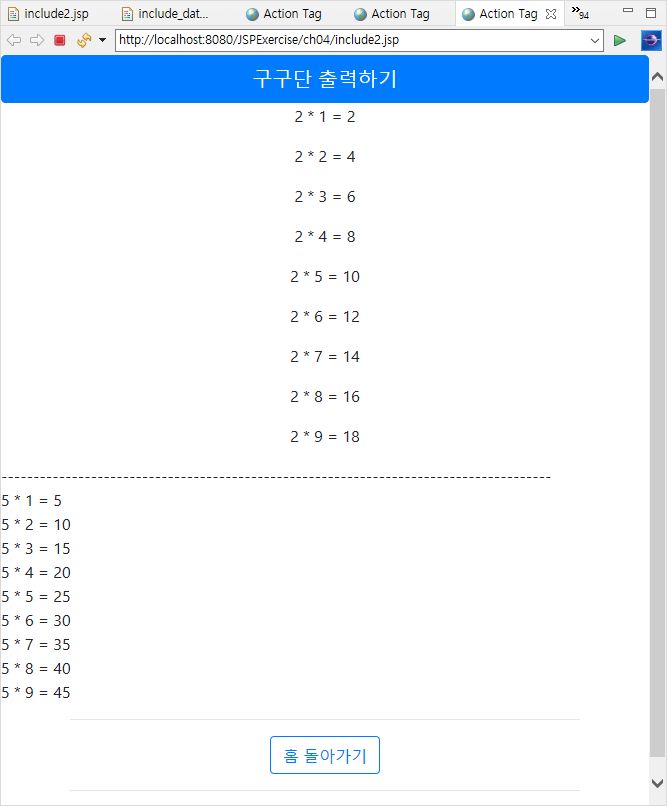 include2.jsp include_dat... Action Tag Action Tag Action Tag 94
http://localhost:8080/JSPExercise/ch04/include2.jsp
구구단 출력하기
2 * 1 = 2
2 * 2 = 4
2 * 3 = 6
2 * 4 = 8
2 * 5 = 10
2 * 6 = 12
2 * 7 = 14
2 * 8 = 16
2 * 9 = 18
--------------------------------------------------------------------------------------
5 * 1 = 5
5 * 2 = 10
5 * 3 = 15
5 * 4 = 20
5 * 5 = 25
5 * 6 = 30
5 * 7 = 35
5 * 8 = 40
5 * 9 = 45
홈 돌아가기